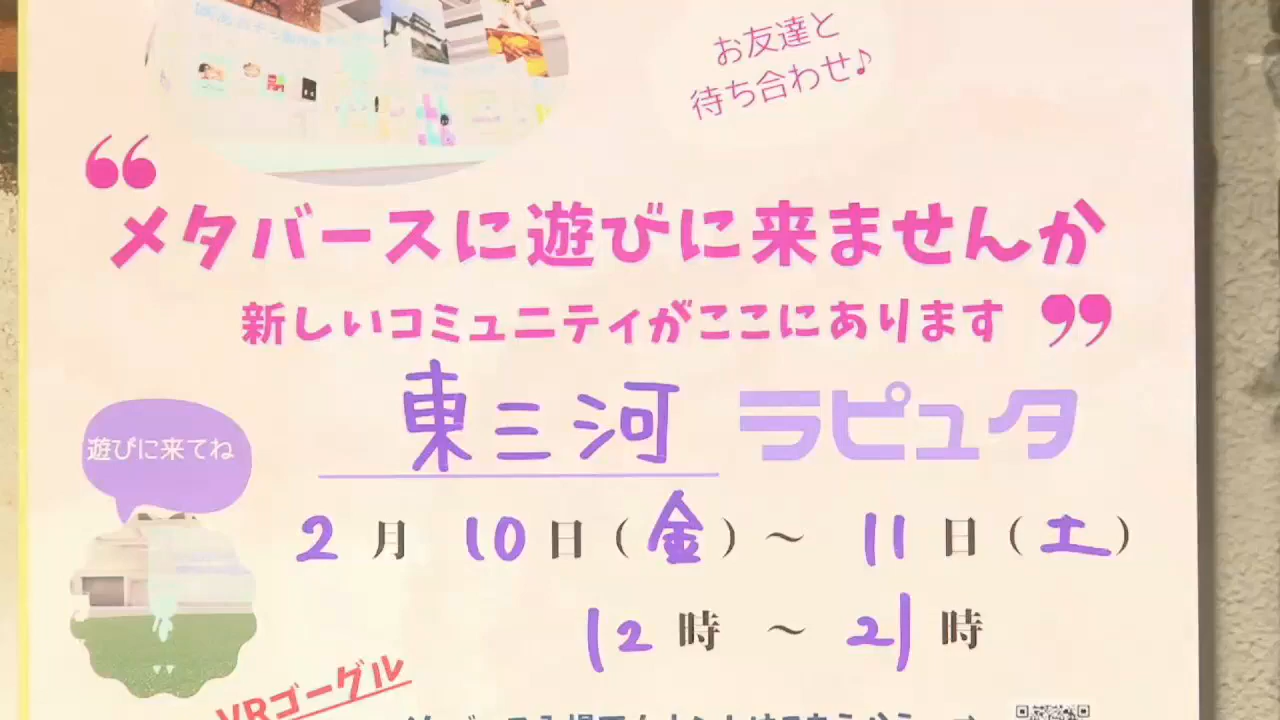 お友達と
待ち合わせ♪
“メタバースに遊びに来ませんか
新しいコミュニティがここにあります”
東三河 ラピュタ
遊びに来てね
2月10日(金)~11日(土)
12時~21時
VRゴーグル